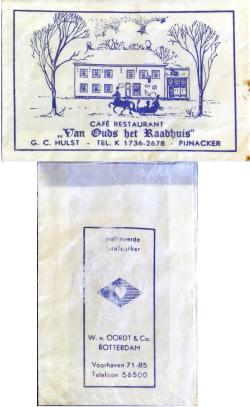 CAFÉ RESTAURANT
„Van Ouds het Raadhuis"
G. C. HULST - TEL. K 1736-2678 - PIJNACKER
W. v. OORDT & Co.
ROTTERDAM
Voorhaven 71-85
Telefoon 56500